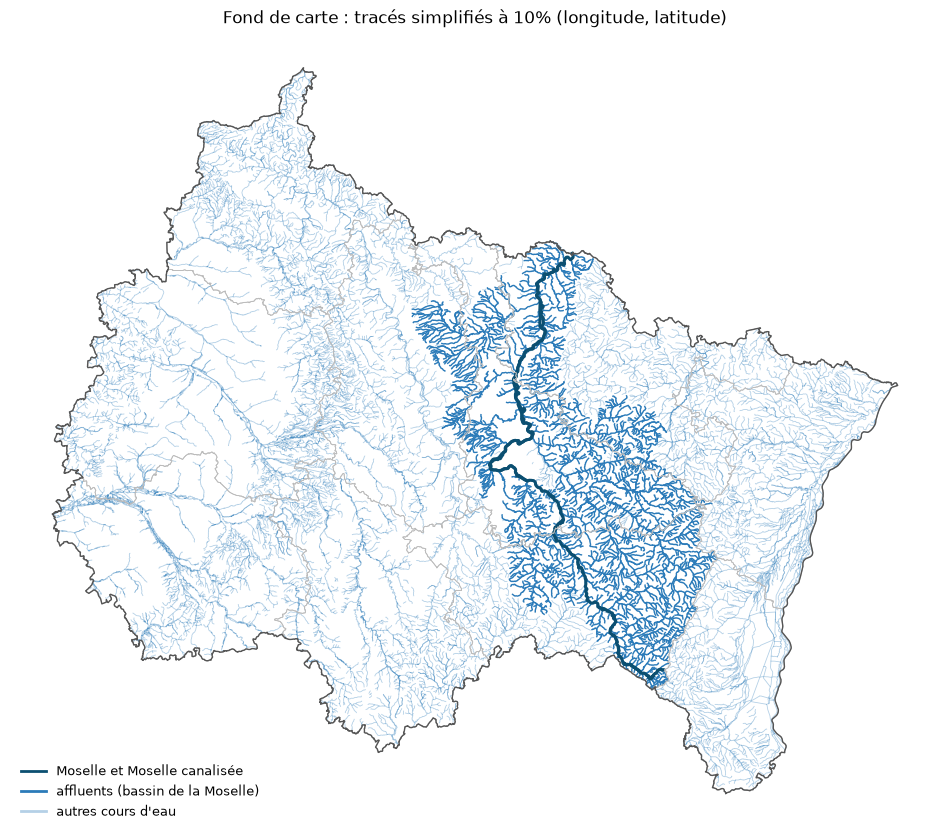 Fond de carte : tracés simplifiés à 10% (longitude, latitude)
Moselle et Moselle canalisée
affluents (bassin de la Moselle)
autres cours d'eau